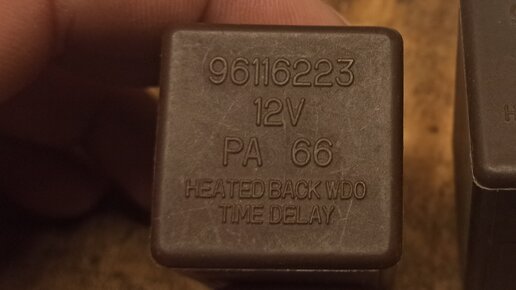 96116223
12V
PA 66
HEATED BACK WDO
TIME DELAY